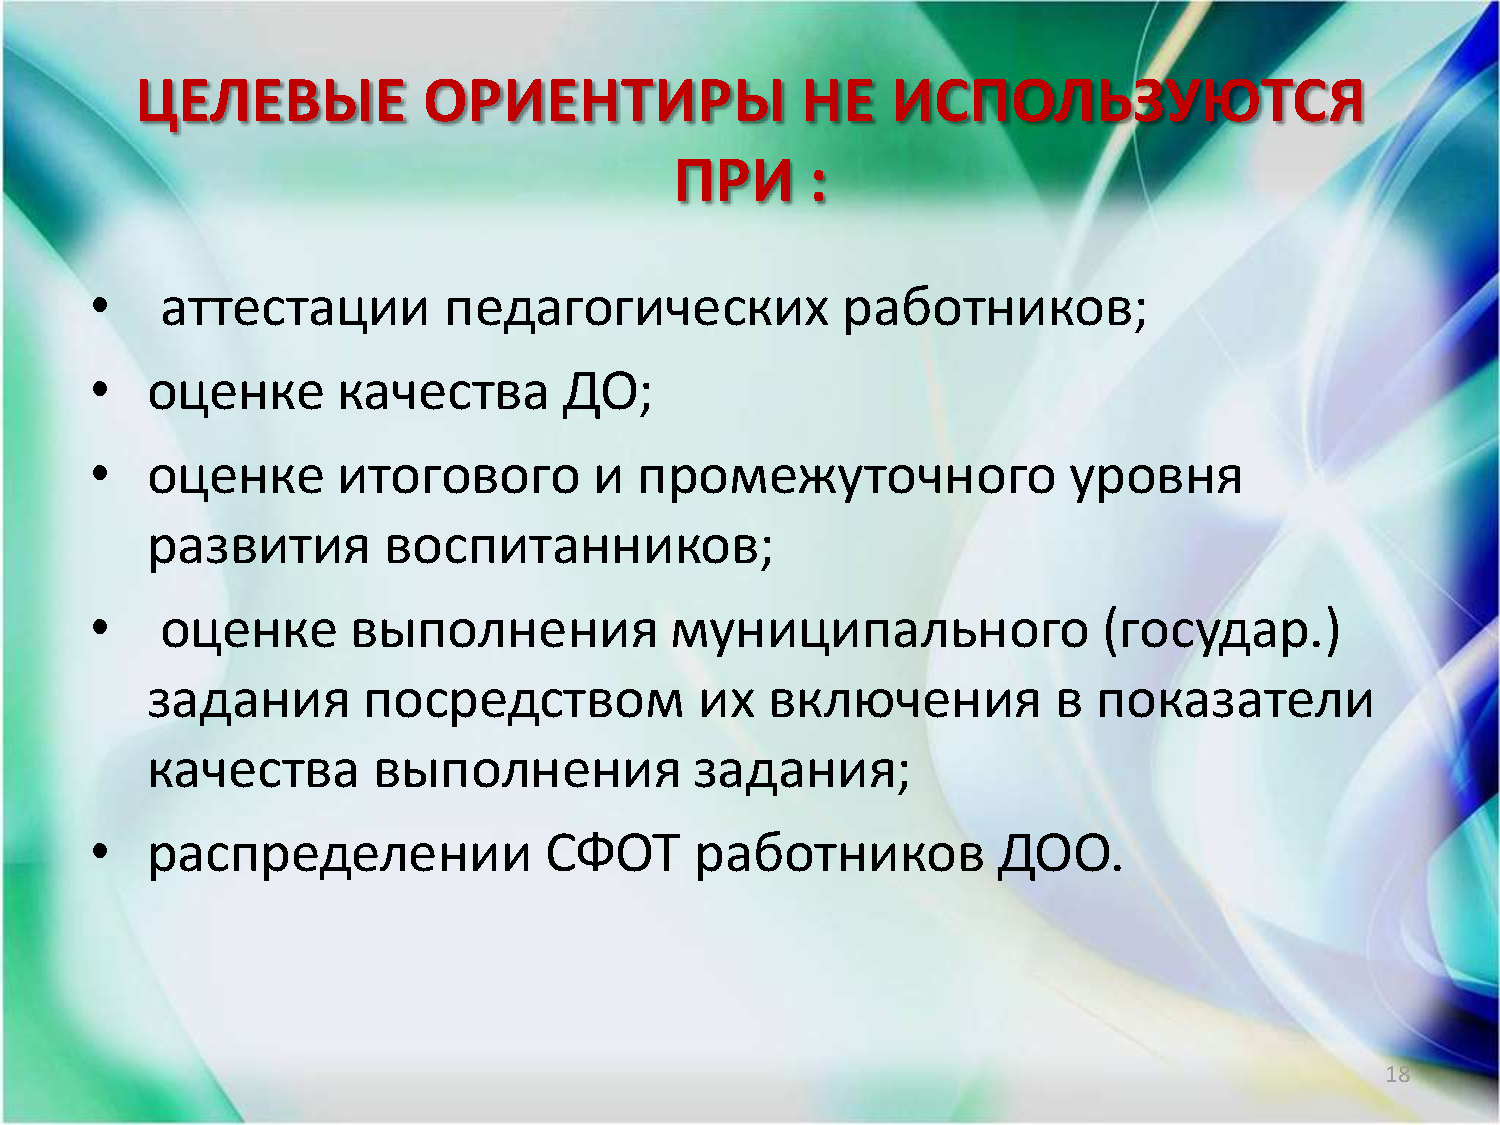 ЦЕЛЕВЫЕ ОРИЕНТИРЫ НЕ ИСПОЛЬЗУЮТСЯ
ПРИ :
• аттестации педагогических работников;
• оценке качества ДО;
• оценке итогового и промежуточного уровня
развития воспитанников;
• оценке выполнения муниципального (государ.)
задания посредством их включения в показатели
качества выполнения задания;
• распределении СФОТ работников ДОО.
18